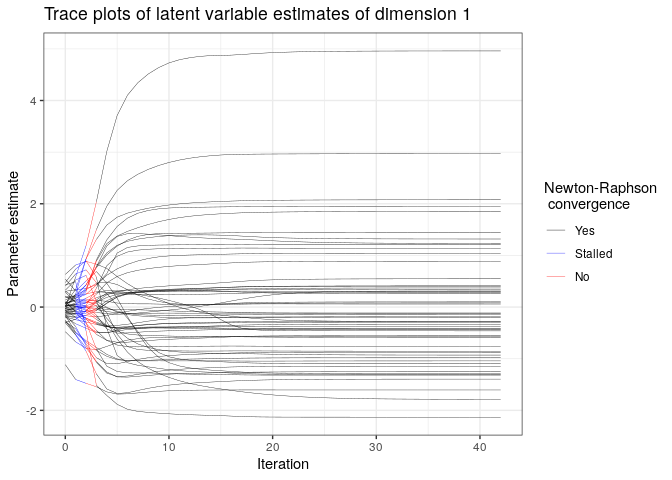 Trace plots of latent variable estimates of dimension 1
Parameter estimate
4
2
0
-2
0 10 20 30 40
Iteration
Newton-Raphson
convergence
Yes
Stalled
No